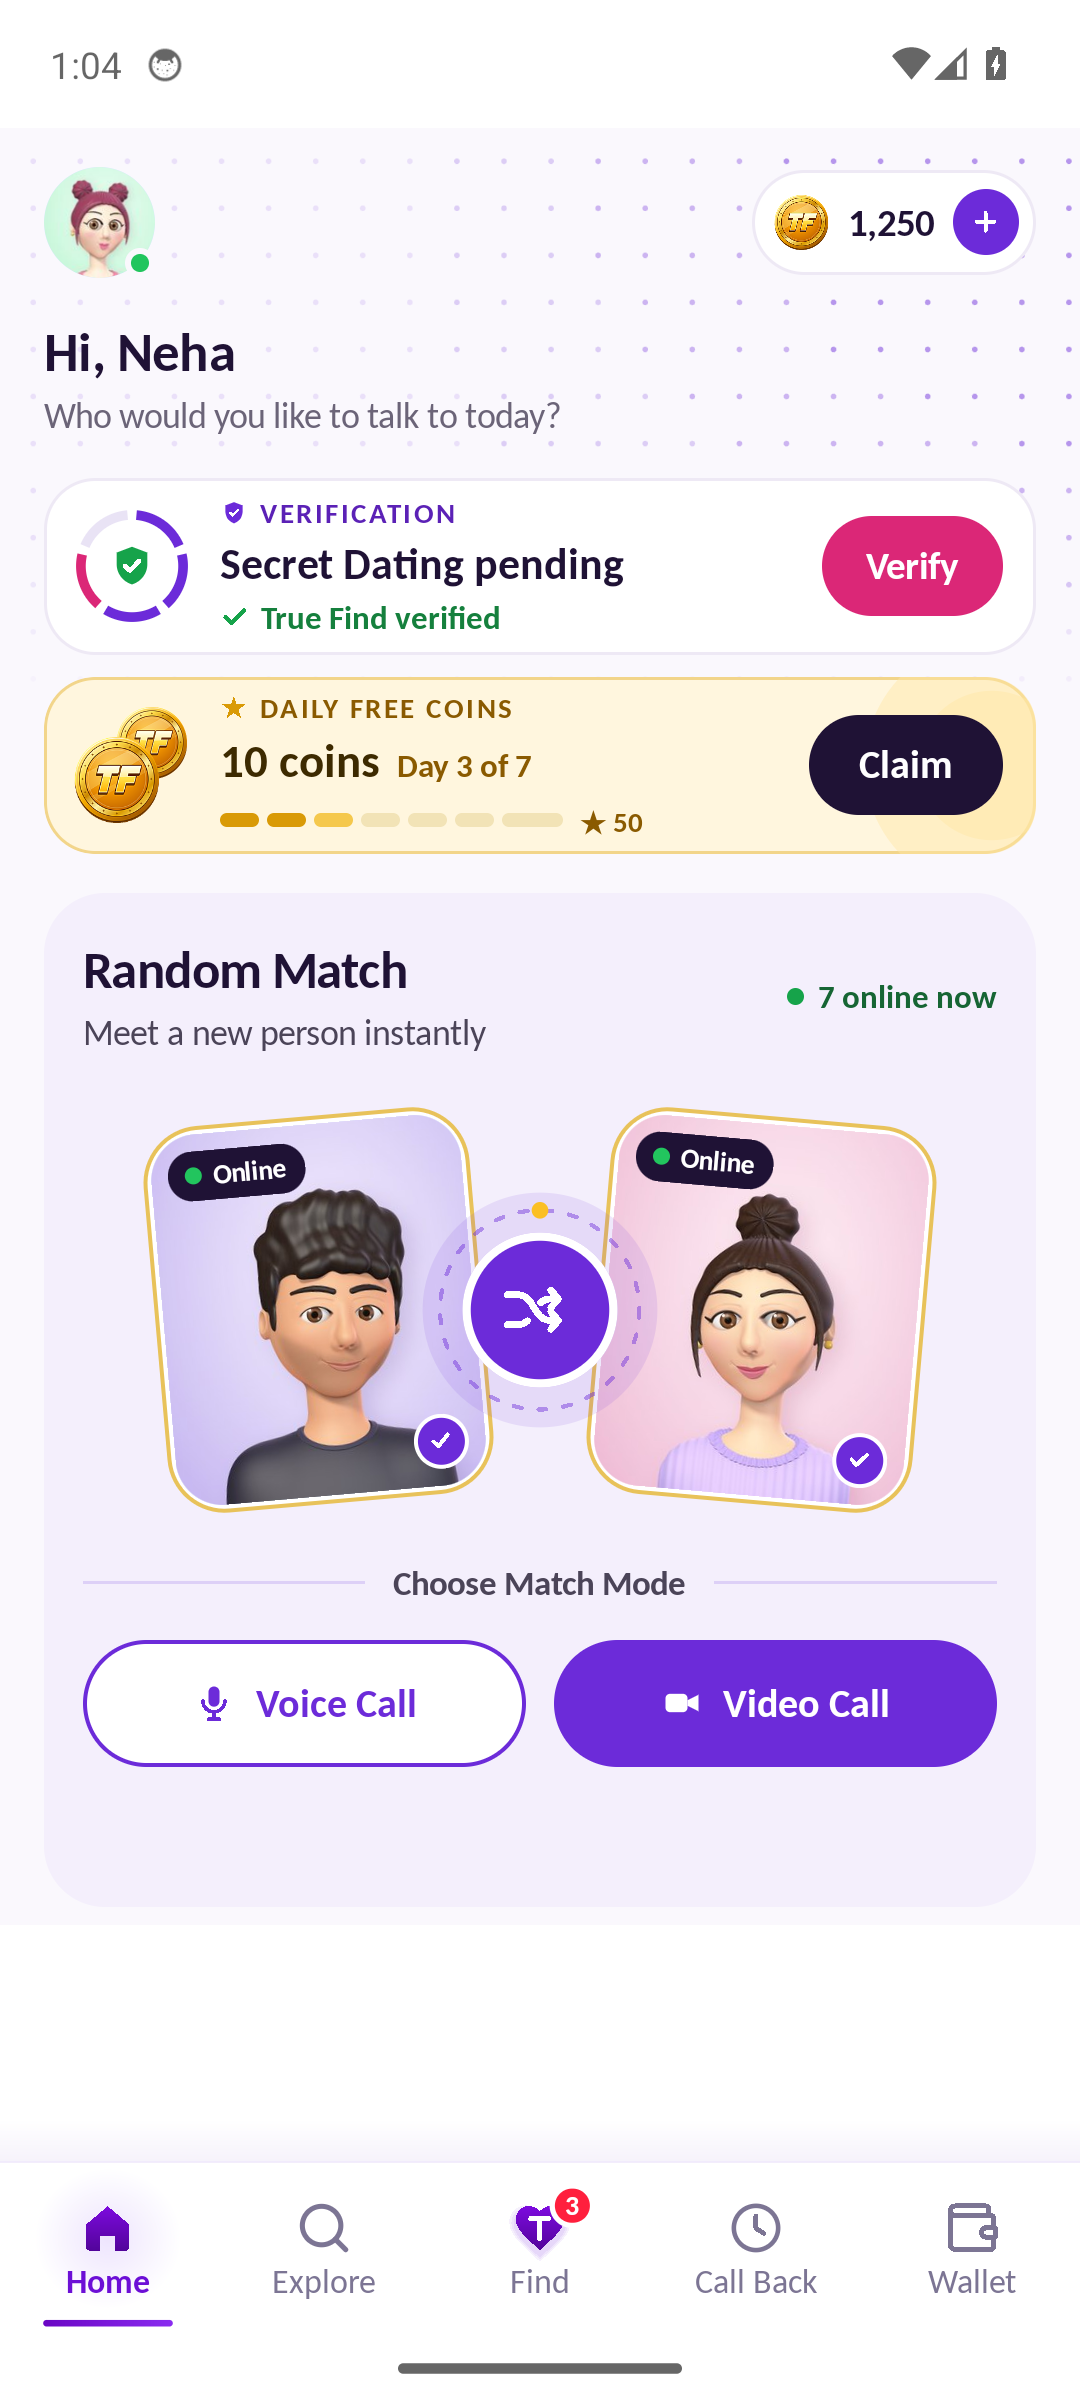 1:04
1,250
Hi, Neha
Who would you like to talk to today?
VERIFICATION
Secret Dating pending
True Find verified
Verify
DAILY FREE COINS
10 coins Day 3 of 7
★ 50
Claim
TF
TF
TF
Random Match
Meet a new person instantly
7 online now
Online
Online
Choose Match Mode
Voice Call
Video Call
T
3
Home
Explore
Find
Call Back
Wallet